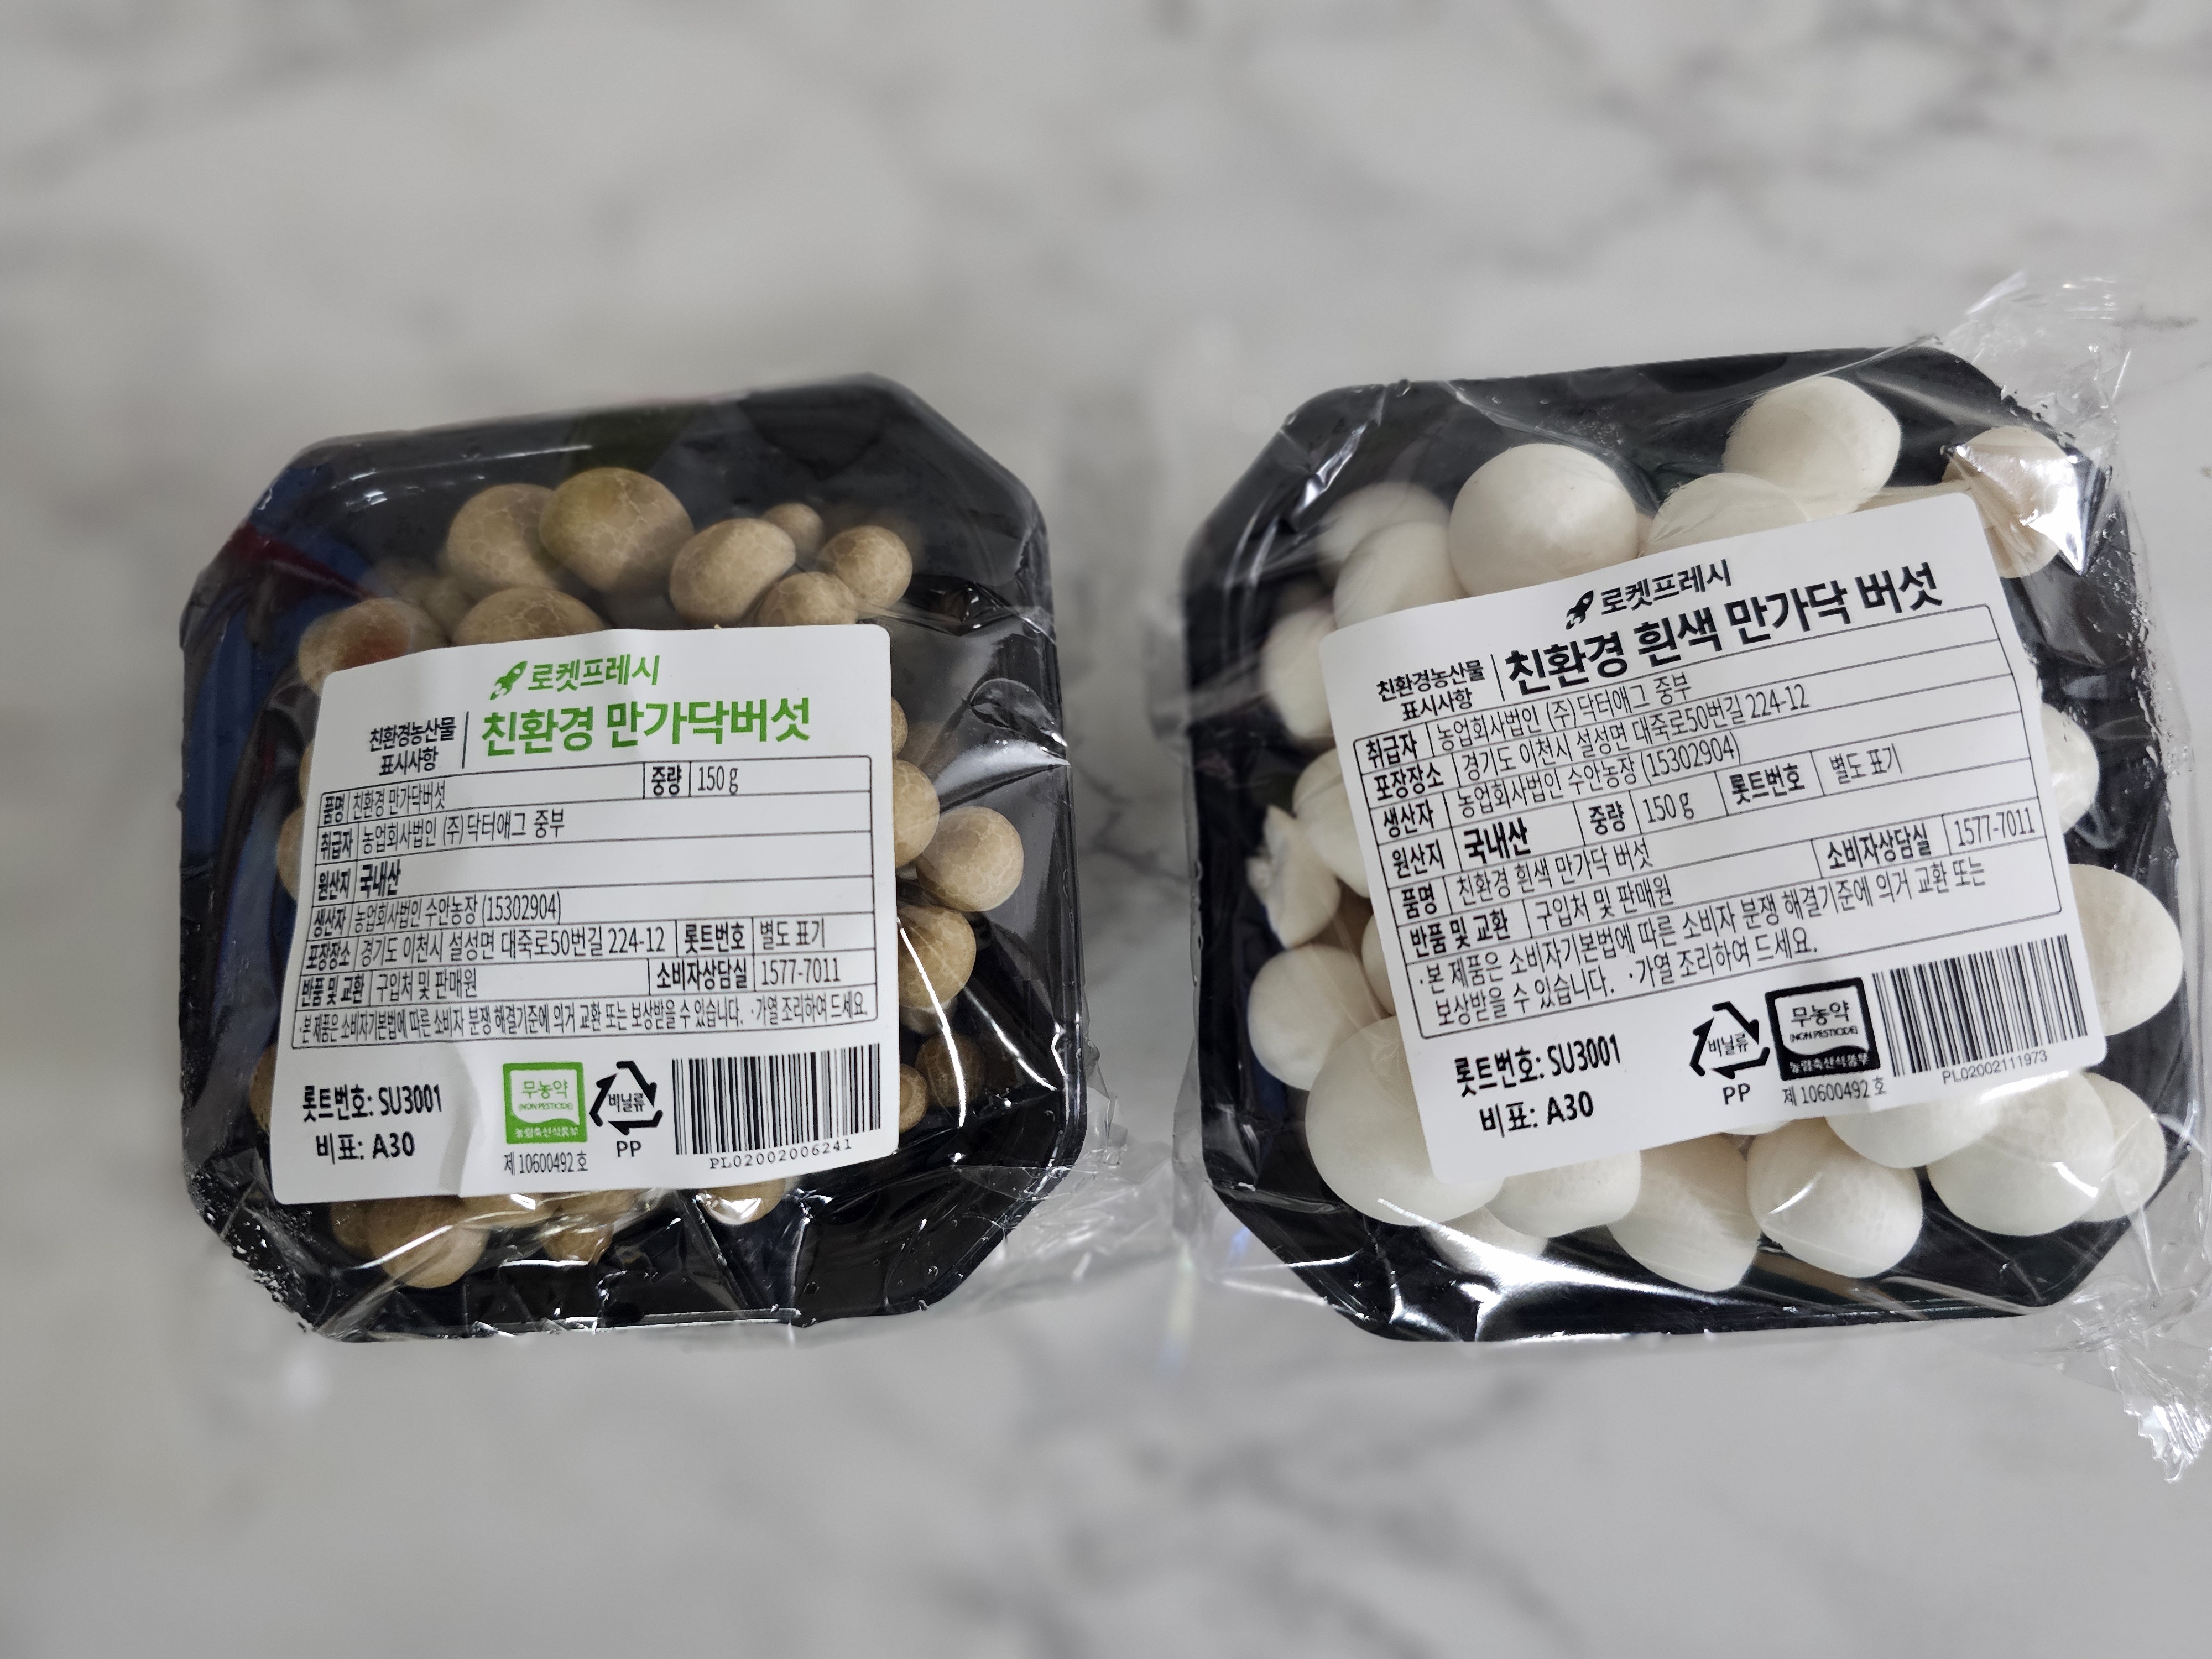 로켓프레시
친환경농산물
표시사항
친환경 만가닥버섯
품명 친환경 만가닥버섯 중량 150 g
취급자 농업회사법인 (주) 닥터애그 중부
원산지 국내산
생산자 농업회사법인 수안농장 (15302904)
포장장소 경기도 이천시 설성면 대죽로50번길 224-12 롯트번호 별도 표기
반품 및 교환 구입처 및 판매원 소비자상담실 1577-7011
·본 제품은 소비자기본법에 따른 소비자 분쟁 해결기준에 의거 교환 또는 보상받을 수 있습니다. ·가열 조리하여 드세요.
롯트번호: SU3001
비표: A30
무농약
(NON PESTICIDE)
농림축산식품부
제 10600492 호
비닐류
PP
PL02002006241
로켓프레시
친환경농산물
표시사항
친환경 흰색 만가닥 버섯
취급자 농업회사법인 (주) 닥터애그 중부
포장장소 경기도 이천시 설성면 대죽로50번길 224-12
생산자 농업회사법인 수안농장 (15302904)
원산지 국내산 중량 150 g 롯트번호 별도 표기
품명 친환경 흰색 만가닥 버섯
반품 및 교환 구입처 및 판매원 소비자상담실 1577-7011
·본 제품은 소비자기본법에 따른 소비자 분쟁 해결기준에 의거 교환 또는
보상받을 수 있습니다. ·가열 조리하여 드세요.
롯트번호: SU3001
비표: A30
비닐류
PP
무농약
(NON PESTICIDE)
농림축산식품부
제 10600492 호
PL02002111973